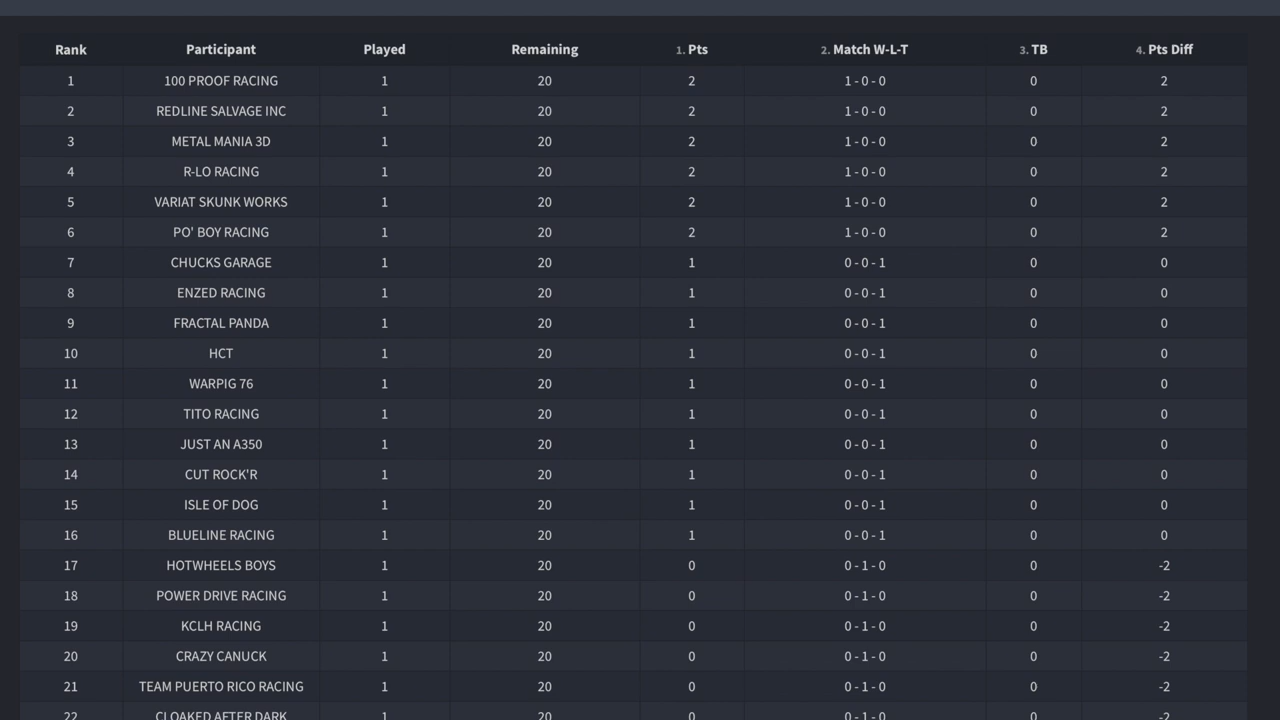 Rank Participant Played Remaining 1. Pts 2. Match W-L-T 3. TB 4. Pts Diff
1 100 PROOF RACING 1 20 2 1 - 0 - 0 0 2
2 REDLINE SALVAGE INC 1 20 2 1 - 0 - 0 0 2
3 METAL MANIA 3D 1 20 2 1 - 0 - 0 0 2
4 R-LO RACING 1 20 2 1 - 0 - 0 0 2
5 VARIAT SKUNK WORKS 1 20 2 1 - 0 - 0 0 2
6 PO' BOY RACING 1 20 2 1 - 0 - 0 0 2
7 CHUCKS GARAGE 1 20 1 0 - 0 - 1 0 0
8 ENZED RACING 1 20 1 0 - 0 - 1 0 0
9 FRACTAL PANDA 1 20 1 0 - 0 - 1 0 0
10 HCT 1 20 1 0 - 0 - 1 0 0
11 WARPIG 76 1 20 1 0 - 0 - 1 0 0
12 TITO RACING 1 20 1 0 - 0 - 1 0 0
13 JUST AN A350 1 20 1 0 - 0 - 1 0 0
14 CUT ROCK'R 1 20 1 0 - 0 - 1 0 0
15 ISLE OF DOG 1 20 1 0 - 0 - 1 0 0
16 BLUELINE RACING 1 20 1 0 - 0 - 1 0 0
17 HOTWHEELS BOYS 1 20 0 0 - 1 - 0 0 -2
18 POWER DRIVE RACING 1 20 0 0 - 1 - 0 0 -2
19 KCLH RACING 1 20 0 0 - 1 - 0 0 -2
20 CRAZY CANUCK 1 20 0 0 - 1 - 0 0 -2
21 TEAM PUERTO RICO RACING 1 20 0 0 - 1 - 0 0 -2
22 CLOAKED AFTER DARK 1 20 0 0 - 1 - 0 0 -2